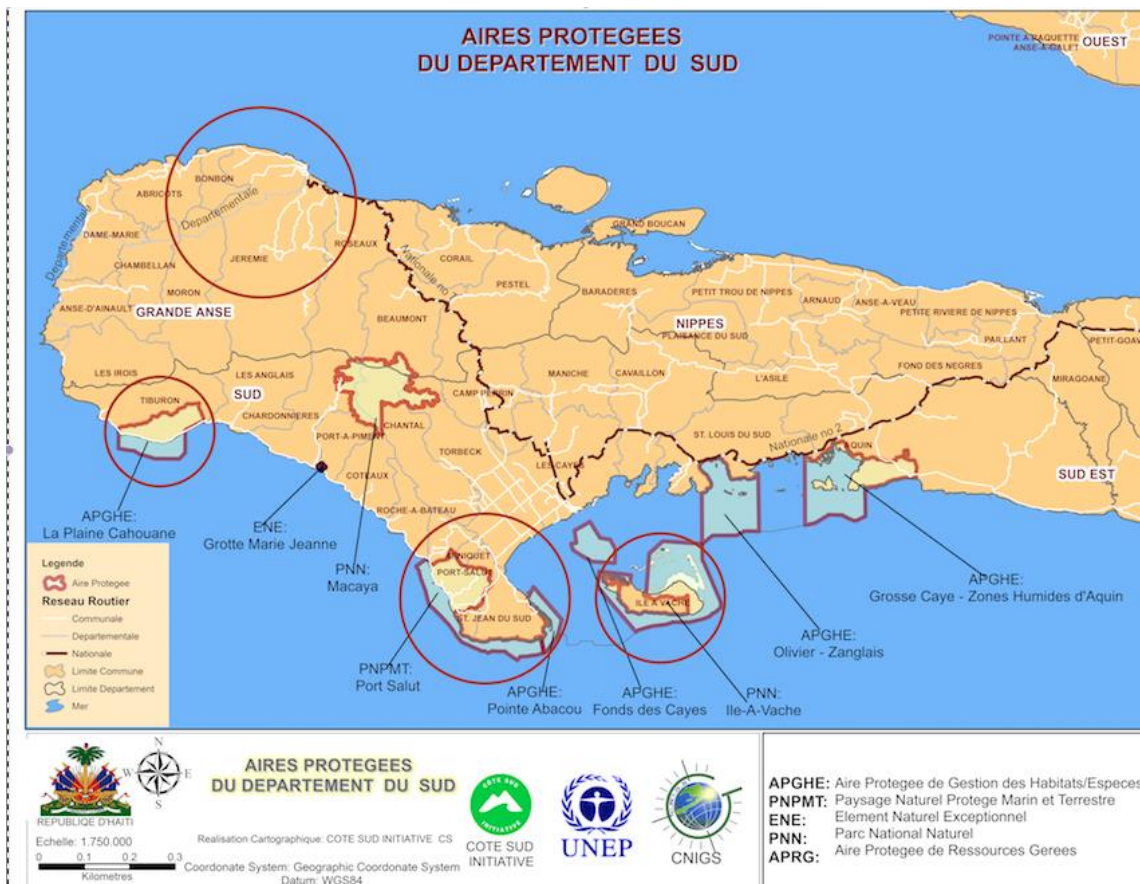 AIRES PROTEGEES
DU DEPARTEMENT DU SUD
POINTE A RAQUETTE
OUEST
ANSE-A-GALET
BONBON
ABRICOTS
Departementale
Departementale
DAME-MARIE
CHAMBELLAN
JEREMIE
ROSEAUX
MORON
ANSE-D'AINAULT
GRANDE ANSE
BEAUMONT
Nationale no
CORAIL
PESTEL
GRAND BOUCAN
BARADERES
PETIT TROU DE NIPPES
ARNAUD
ANSE-A-VEAU
PETITE RIVIERE DE NIPPES
NIPPES
PLAISANCE DU SUD
PAILLANT
PETIT-GOAV
FOND DES NEGRES
MIRAGOANE
LES IROIS
LES ANGLAIS
SUD
TIBURON
CHARDONNIERES
CAMP PERRIN
MANICHE
CAVAILLON
L'ASILE
CHANTAL
PORT-A-PIMENT
TORBECK
ST. LOUIS DU SUD
Nationale no 2
AQUIN
LES CAYES
COTEAUX
SUD EST
ROCHE-A-BATEAU
ARNIQUET
PORT-SALUT
ST. JEAN DU SUD
ILE A VACHE
APGHE:
La Plaine Cahouane
ENE:
Grotte Marie Jeanne
PNN:
Macaya
PNPMT:
Port Salut
APGHE:
Pointe Abacou
APGHE:
Fonds des Cayes
PNN:
Ile-A-Vache
APGHE:
Olivier - Zanglais
APGHE:
Grosse Caye - Zones Humides d'Aquin
Legende
Aire Protegee
Reseau Routier
Communale
Departementale
Nationale
Limite Commune
Limite Departement
Mer
REPUBLIQUE D'HAITI
Echelle: 1.750.000
0 0.1 0.2 0.3
Kilometres
N
W E
S
AIRES PROTEGEES
DU DEPARTEMENT DU SUD
Realisation Cartographique: COTE SUD INITIATIVE CS
Coordinate System: Geographic Coordinate System
Datum: WGS84
COTE SUD
INITIATIVE
COTE SUD
INITIATIVE
UNEP
CNIGS
APGHE: Aire Protegee de Gestion des Habitats/Especes
PNPMT: Paysage Naturel Protege Marin et Terrestre
ENE: Element Naturel Exceptionnel
PNN: Parc National Naturel
APRG: Aire Protegee de Ressources Gerees